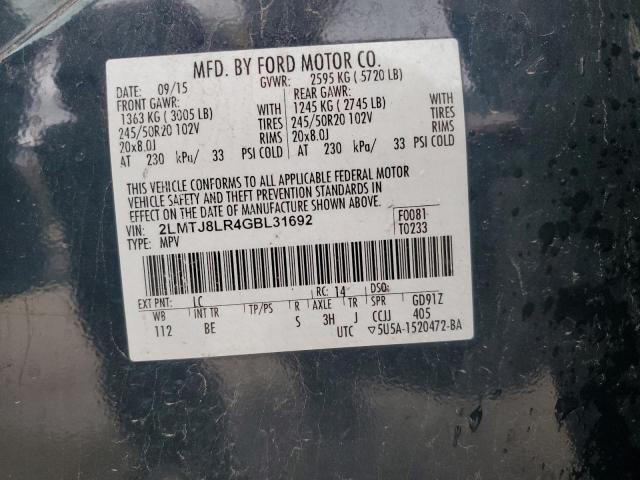 MFD. BY FORD MOTOR CO.
DATE: 09/15 GVWR: 2595 KG ( 5720 LB)
FRONT GAWR: REAR GAWR:
1363 KG ( 3005 LB) WITH 1245 KG ( 2745 LB) WITH
245/50R20 102V TIRES 245/50R20 102V TIRES
20x8.0J RIMS 20x8.0J RIMS
AT 230 kPa/ 33 PSI COLD AT 230 kPa/ 33 PSI COLD
THIS VEHICLE CONFORMS TO ALL APPLICABLE FEDERAL MOTOR
VEHICLE SAFETY AND THEFT PREVENTION STANDARDS IN
EFFECT ON THE DATE OF MANUFACTURE SHOWN ABOVE.
VIN: 2LMTJ8LR4GBL31692 F0081
TYPE: MPV T0233
EXT PNT: LC RC: 14 DSO:
WB INT TR TP/PS R AXLE TR SPR GD91Z
112 BE S 3H J CCJJ 405
UTC ▽5U5A-1520472-BA